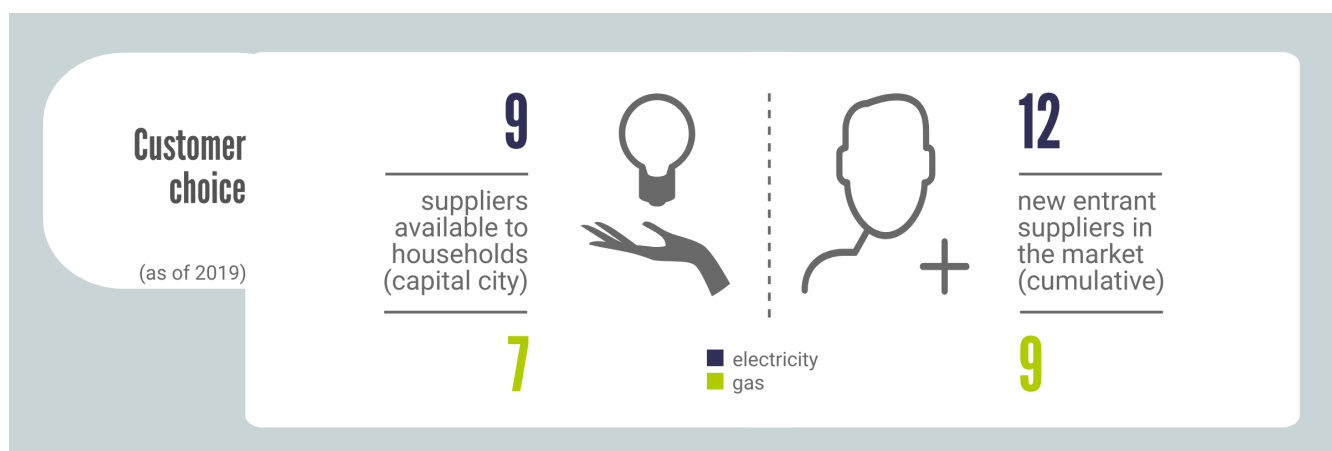 Customer
choice
(as of 2019)
9
suppliers
available to
households
(capital city)
7
electricity
gas
12
new entrant
suppliers in
the market
(cumulative)
9